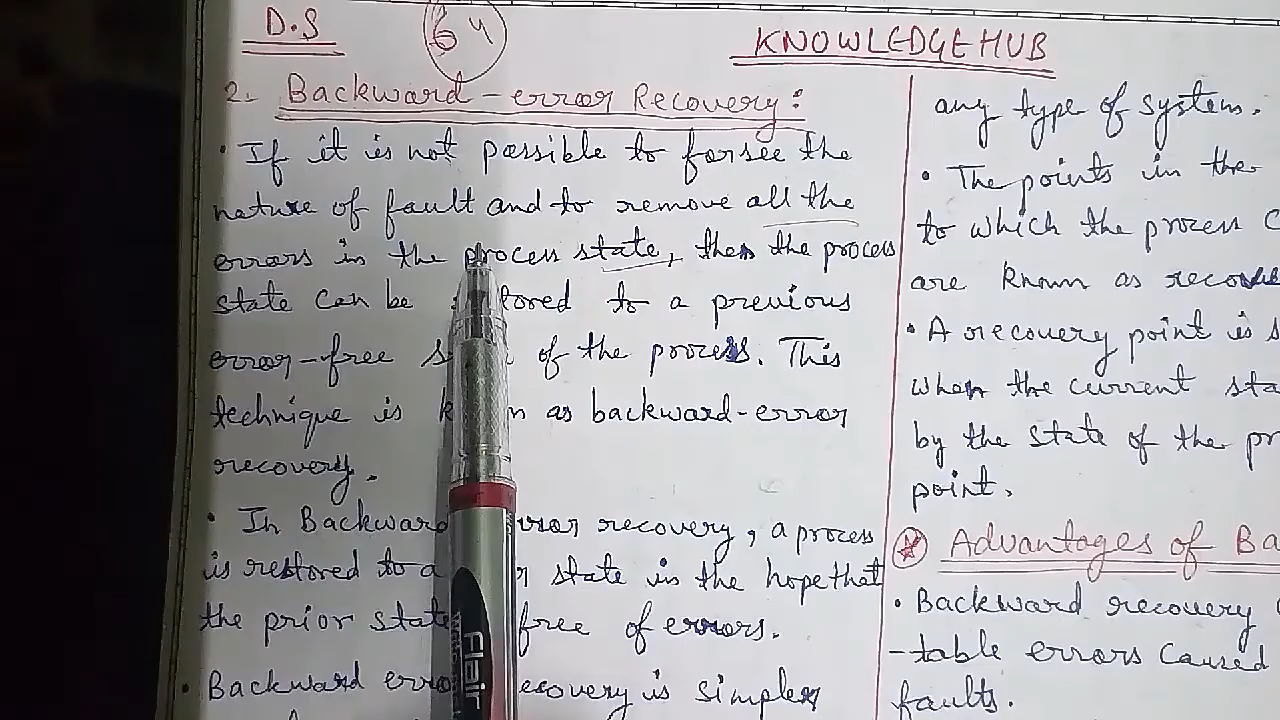 D.S
64
KNOWLEDGE HUB
2. Backward-error Recovery:
• If it is not possible to forsee the
nature of fault and to remove all the
errors in the process state, then the process
state can be to a previous
error-free of the process. This
technique is as backward-error
recovery.
• In Backward recovery, a process
is restored to a state in the hope that
the prior state free of errors.
• Backward recovery is simpler
any type of system.
• The points in the
to which the process
are known as
• A recovery point is
when the current
by the state of the
point.
Advantages of
• Backward recovery
-table errors caused
faults.
Flair